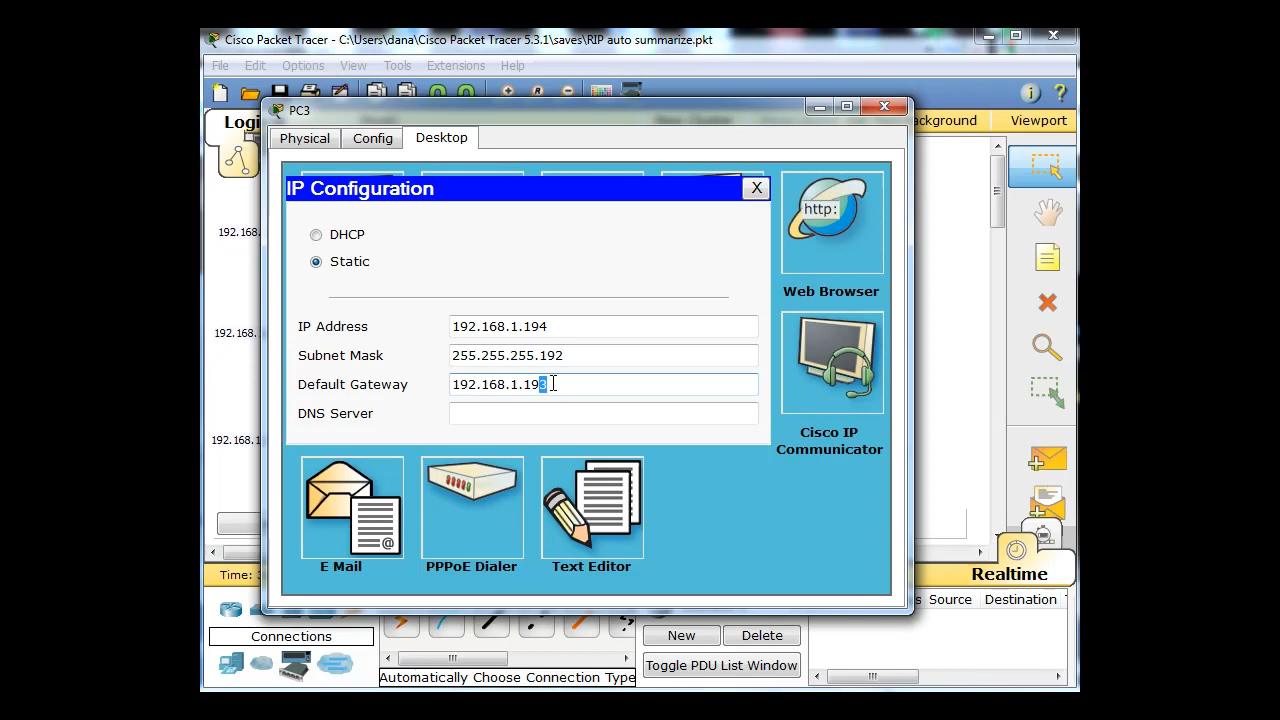 Cisco Packet Tracer - C:\Users\dana\Cisco Packet Tracer 5.3.1\saves\RIP auto summarize.pkt
File Edit Options View Tools Extensions Help
PC3
Physical Config Desktop
Viewport
IP Configuration X
http:
DHCP
Static
Web Browser
IP Address 192.168.1.194
Subnet Mask 255.255.255.192
Default Gateway 192.168.1.193
DNS Server
Cisco IP
Communicator
E Mail PPPoE Dialer Text Editor
@
Time:
Realtime
Source Destination
Connections
New Delete
Toggle PDU List Window
Automatically Choose Connection Type